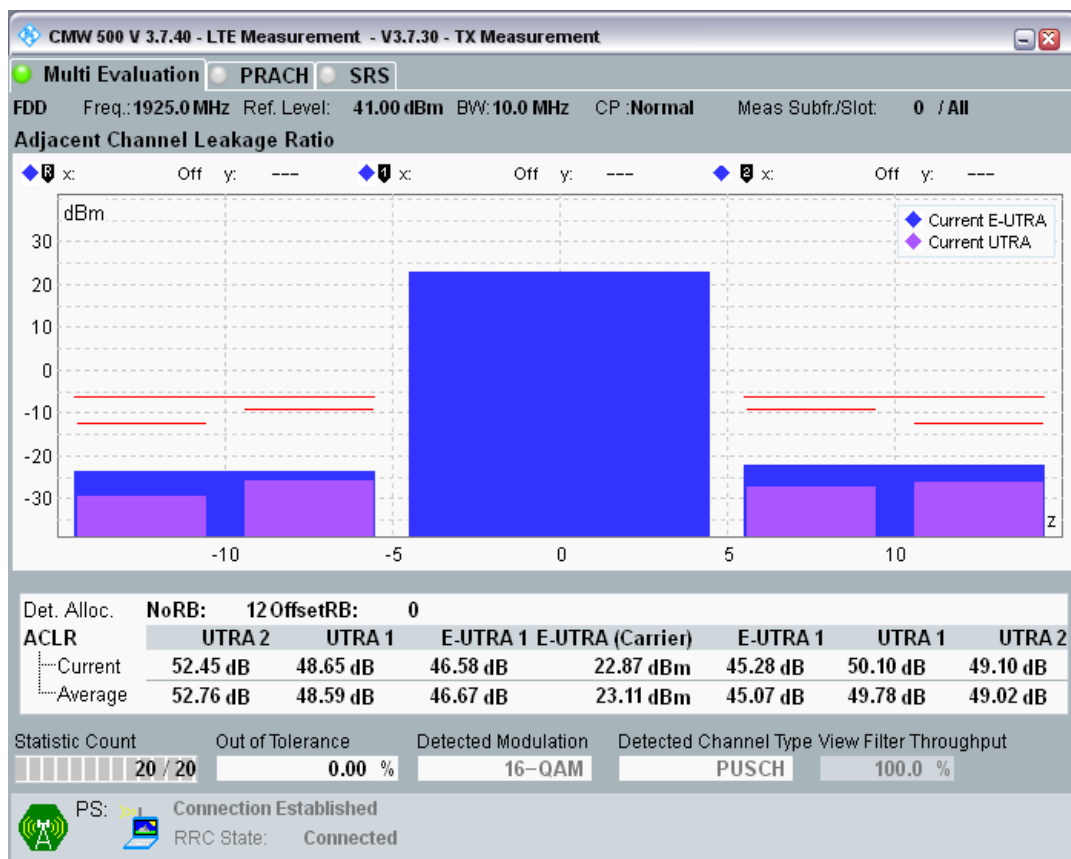 CMW 500 V 3.7.40 - LTE Measurement - V3.7.30 - TX Measurement
Multi Evaluation PRACH SRS
FDD Freq.: 1925.0 MHz Ref. Level: 41.00 dBm BW: 10.0 MHz CP :Normal Meas Subfr./Slot: 0 / All
Adjacent Channel Leakage Ratio
R x: Off y: --- 1 x: Off y: --- 2 x: Off y: ---
dBm
Current E-UTRA
Current UTRA
30
20
10
0
-10
-20
-30
z
-10 -5 0 5 10
Det. Alloc. NoRB: 12 OffsetRB: 0
ACLR UTRA 2 UTRA 1 E-UTRA 1 E-UTRA (Carrier) E-UTRA 1 UTRA 1 UTRA 2
Current 52.45 dB 48.65 dB 46.58 dB 22.87 dBm 45.28 dB 50.10 dB 49.10 dB
Average 52.76 dB 48.59 dB 46.67 dB 23.11 dBm 45.07 dB 49.78 dB 49.02 dB
Statistic Count Out of Tolerance Detected Modulation Detected Channel Type View Filter Throughput
20 / 20 0.00 % 16-QAM PUSCH 100.0 %
PS: Connection Established
RRC State: Connected